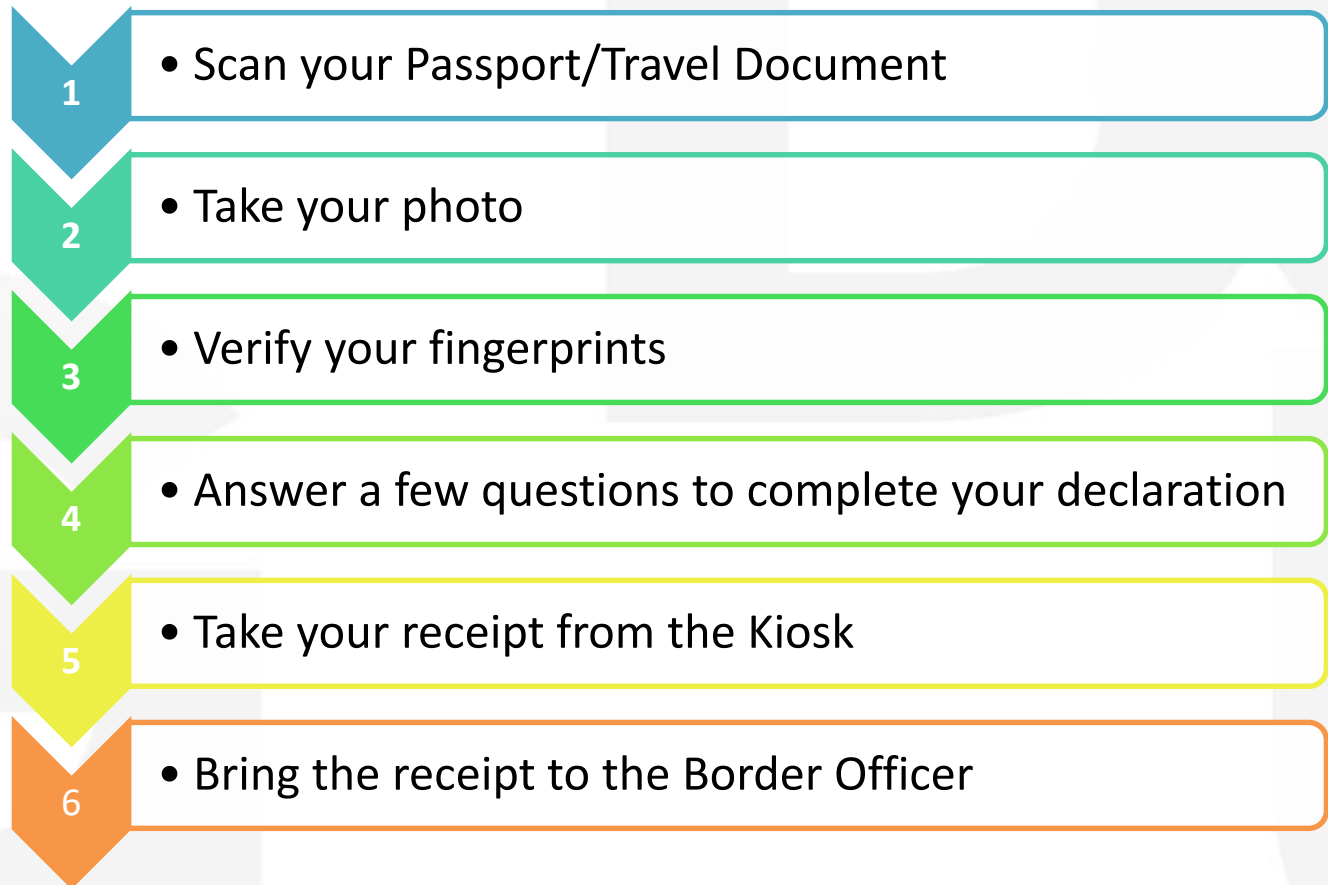 1
• Scan your Passport/Travel Document
2
• Take your photo
3
• Verify your fingerprints
4
• Answer a few questions to complete your declaration
5
• Take your receipt from the Kiosk
6
• Bring the receipt to the Border Officer